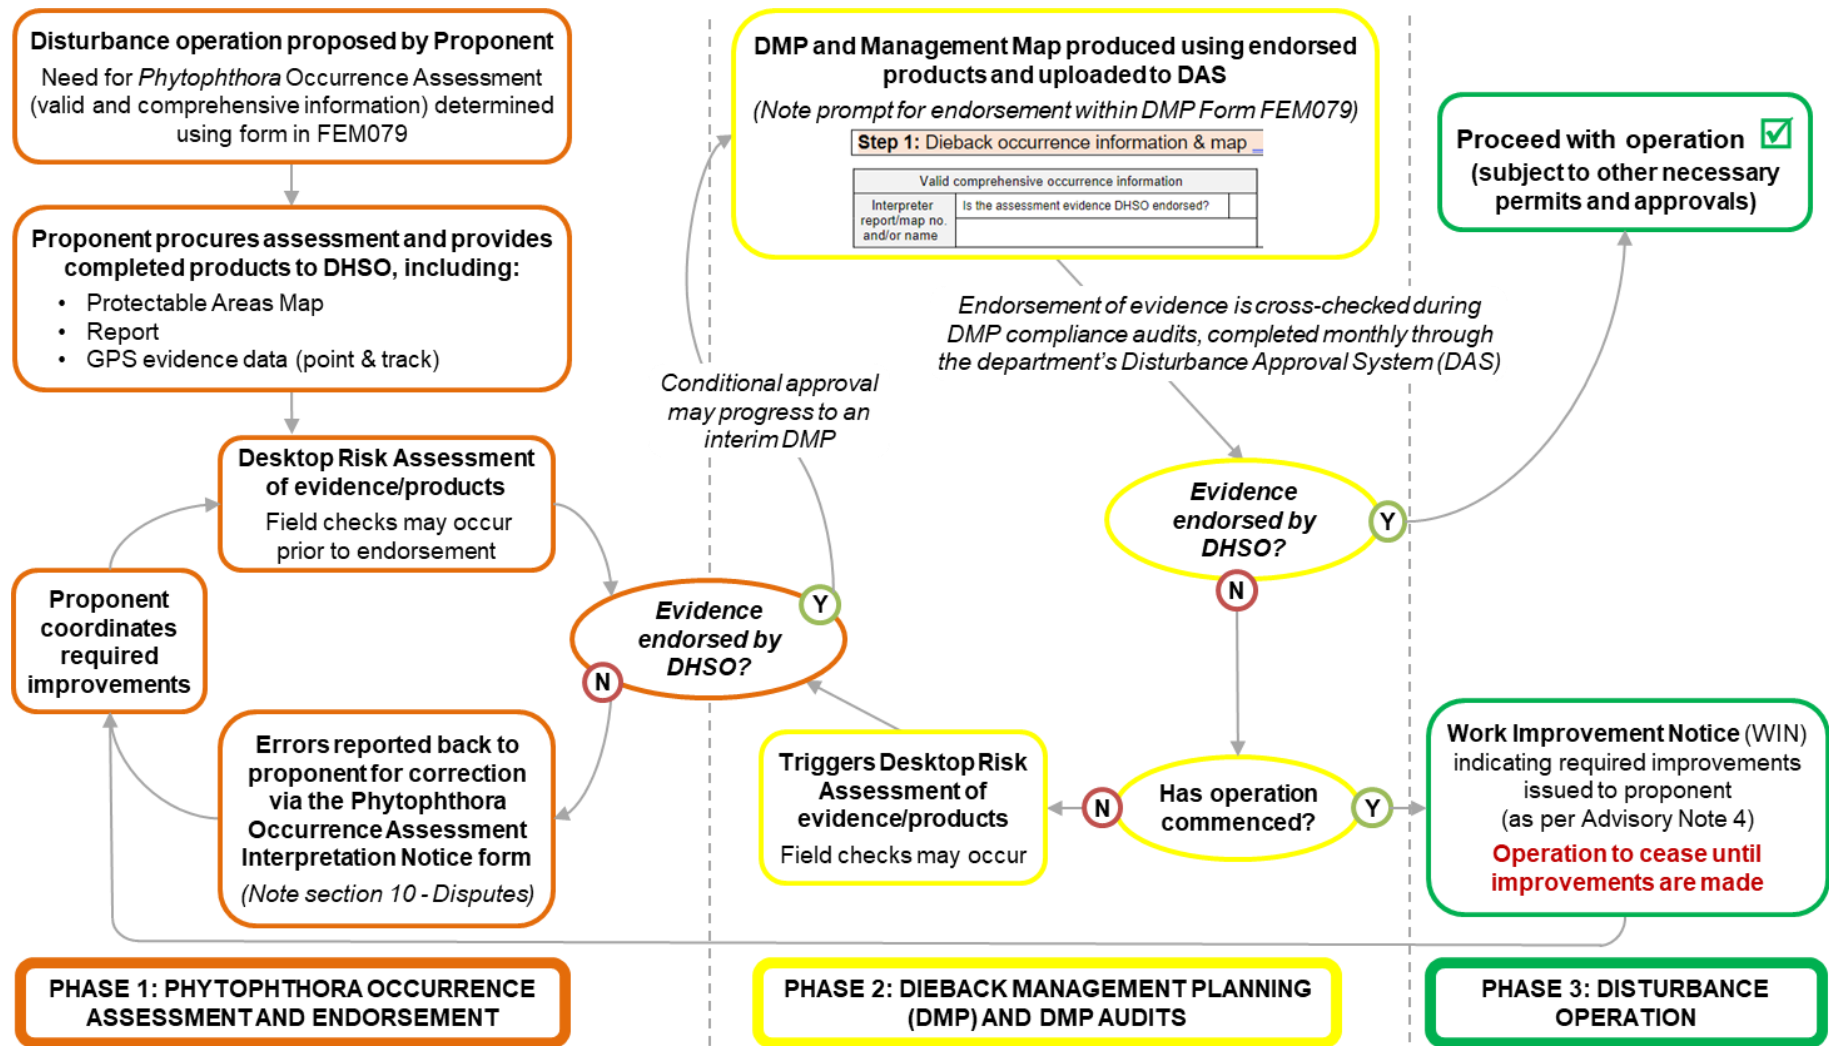 Disturbance operation proposed by Proponent
Need for Phytophthora Occurrence Assessment
(valid and comprehensive information) determined
using form in FEM079
Proponent procures assessment and provides
completed products to DHSO, including:
• Protectable Areas Map
• Report
• GPS evidence data (point & track)
Desktop Risk Assessment
of evidence/products
Field checks may occur
prior to endorsement
Proponent
coordinates
required
improvements
Evidence
endorsed by
DHSO?
Y
N
Errors reported back to
proponent for correction
via the Phytophthora
Occurrence Assessment
Interpretation Notice form
(Note section 10 - Disputes)
Conditional approval
may progress to an
interim DMP
DMP and Management Map produced using endorsed
products and uploaded to DAS
(Note prompt for endorsement within DMP Form FEM079)
Step 1: Dieback occurrence information & map
Valid comprehensive occurrence information
Interpreter
report/map no.
and/or name
Is the assessment evidence DHSO endorsed?
Endorsement of evidence is cross-checked during
DMP compliance audits, completed monthly through
the department's Disturbance Approval System (DAS)
Evidence
endorsed by
DHSO?
Y
N
Has operation
commenced?
N
Y
Triggers Desktop Risk
Assessment of
evidence/products
Field checks may occur
Proceed with operation
(subject to other necessary
permits and approvals)
Work Improvement Notice (WIN)
indicating required improvements
issued to proponent
(as per Advisory Note 4)
Operation to cease until
improvements are made
PHASE 1: PHYTOPHTHORA OCCURRENCE
ASSESSMENT AND ENDORSEMENT
PHASE 2: DIEBACK MANAGEMENT PLANNING
(DMP) AND DMP AUDITS
PHASE 3: DISTURBANCE
OPERATION